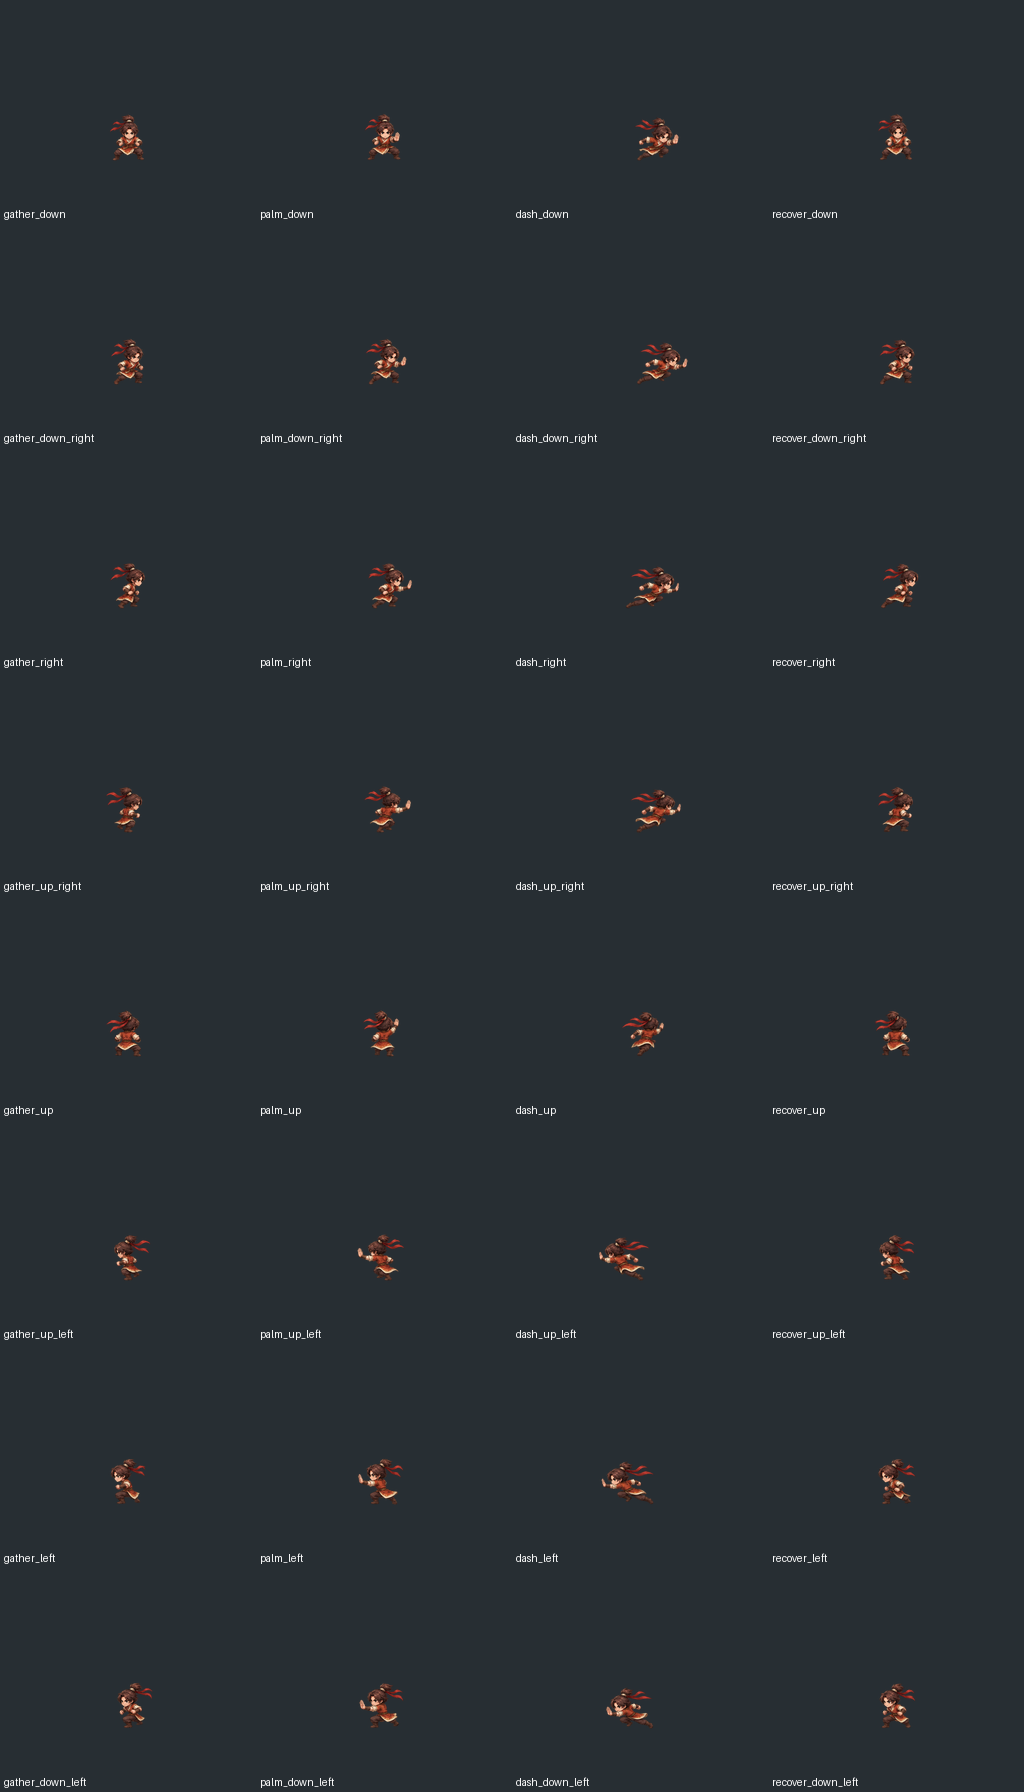 gather_down palm_down dash_down recover_down
gather_down_right palm_down_right dash_down_right recover_down_right
gather_right palm_right dash_right recover_right
gather_up_right palm_up_right dash_up_right recover_up_right
gather_up palm_up dash_up recover_up
gather_up_left palm_up_left dash_up_left recover_up_left
gather_left palm_left dash_left recover_left
gather_down_left palm_down_left dash_down_left recover_down_left